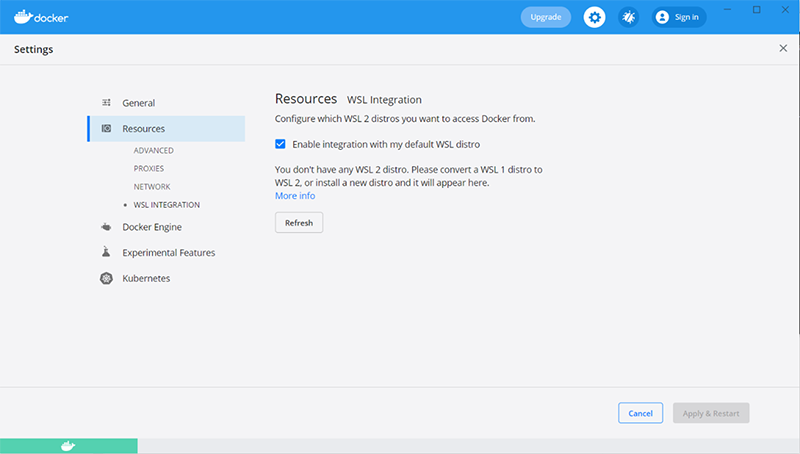 docker
Upgrade
Sign in
Settings
General
Resources
ADVANCED
PROXIES
NETWORK
WSL INTEGRATION
Docker Engine
Experimental Features
Kubernetes
Resources WSL Integration
Configure which WSL 2 distros you want to access Docker from.
Enable integration with my default WSL distro
You don't have any WSL 2 distro. Please convert a WSL 1 distro to
WSL 2, or install a new distro and it will appear here.
More info
Refresh
Cancel
Apply & Restart